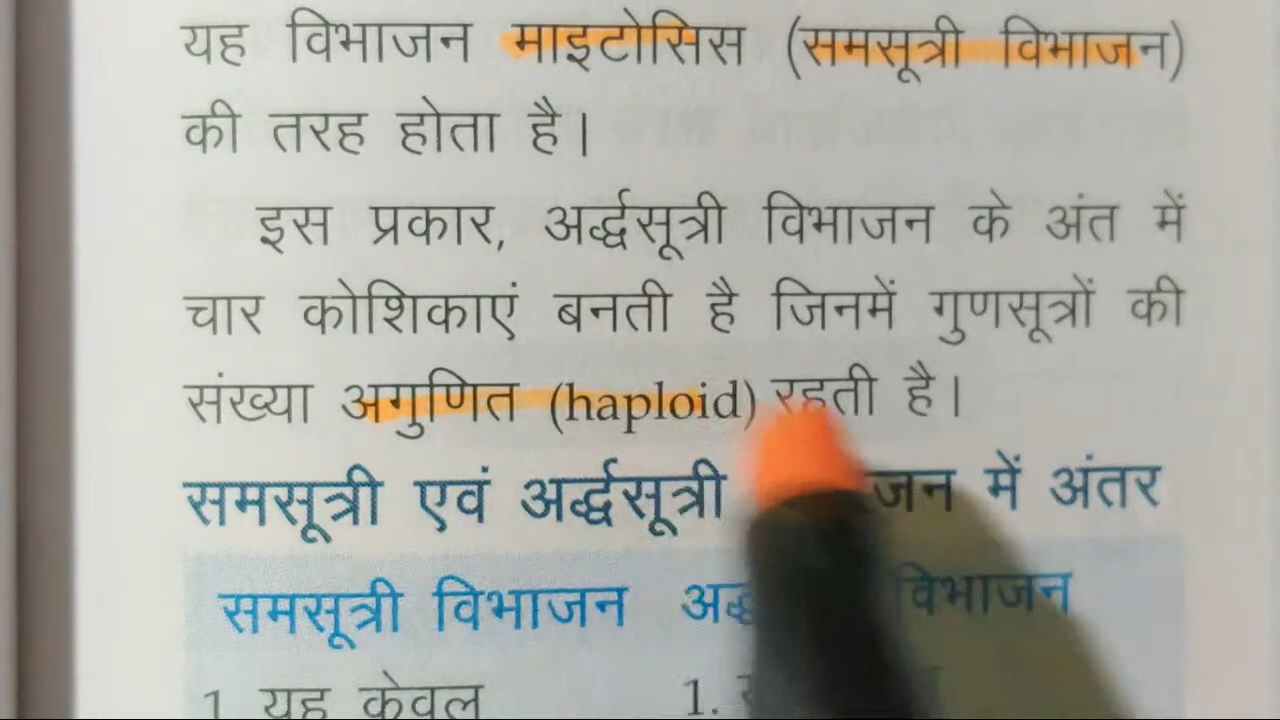 यह विभाजन माइटोसिस (समसूत्री विभाजन)
की तरह होता है।
इस प्रकार, अर्द्धसूत्री विभाजन के अंत में
चार कोशिकाएं बनती है जिनमें गुणसूत्रों की
संख्या अगुणित (haploid) रहती है।
समसूत्री एवं अर्द्धसूत्री में अंतर
समसूत्री विभाजन विभाजन
1 यह केवल 1.